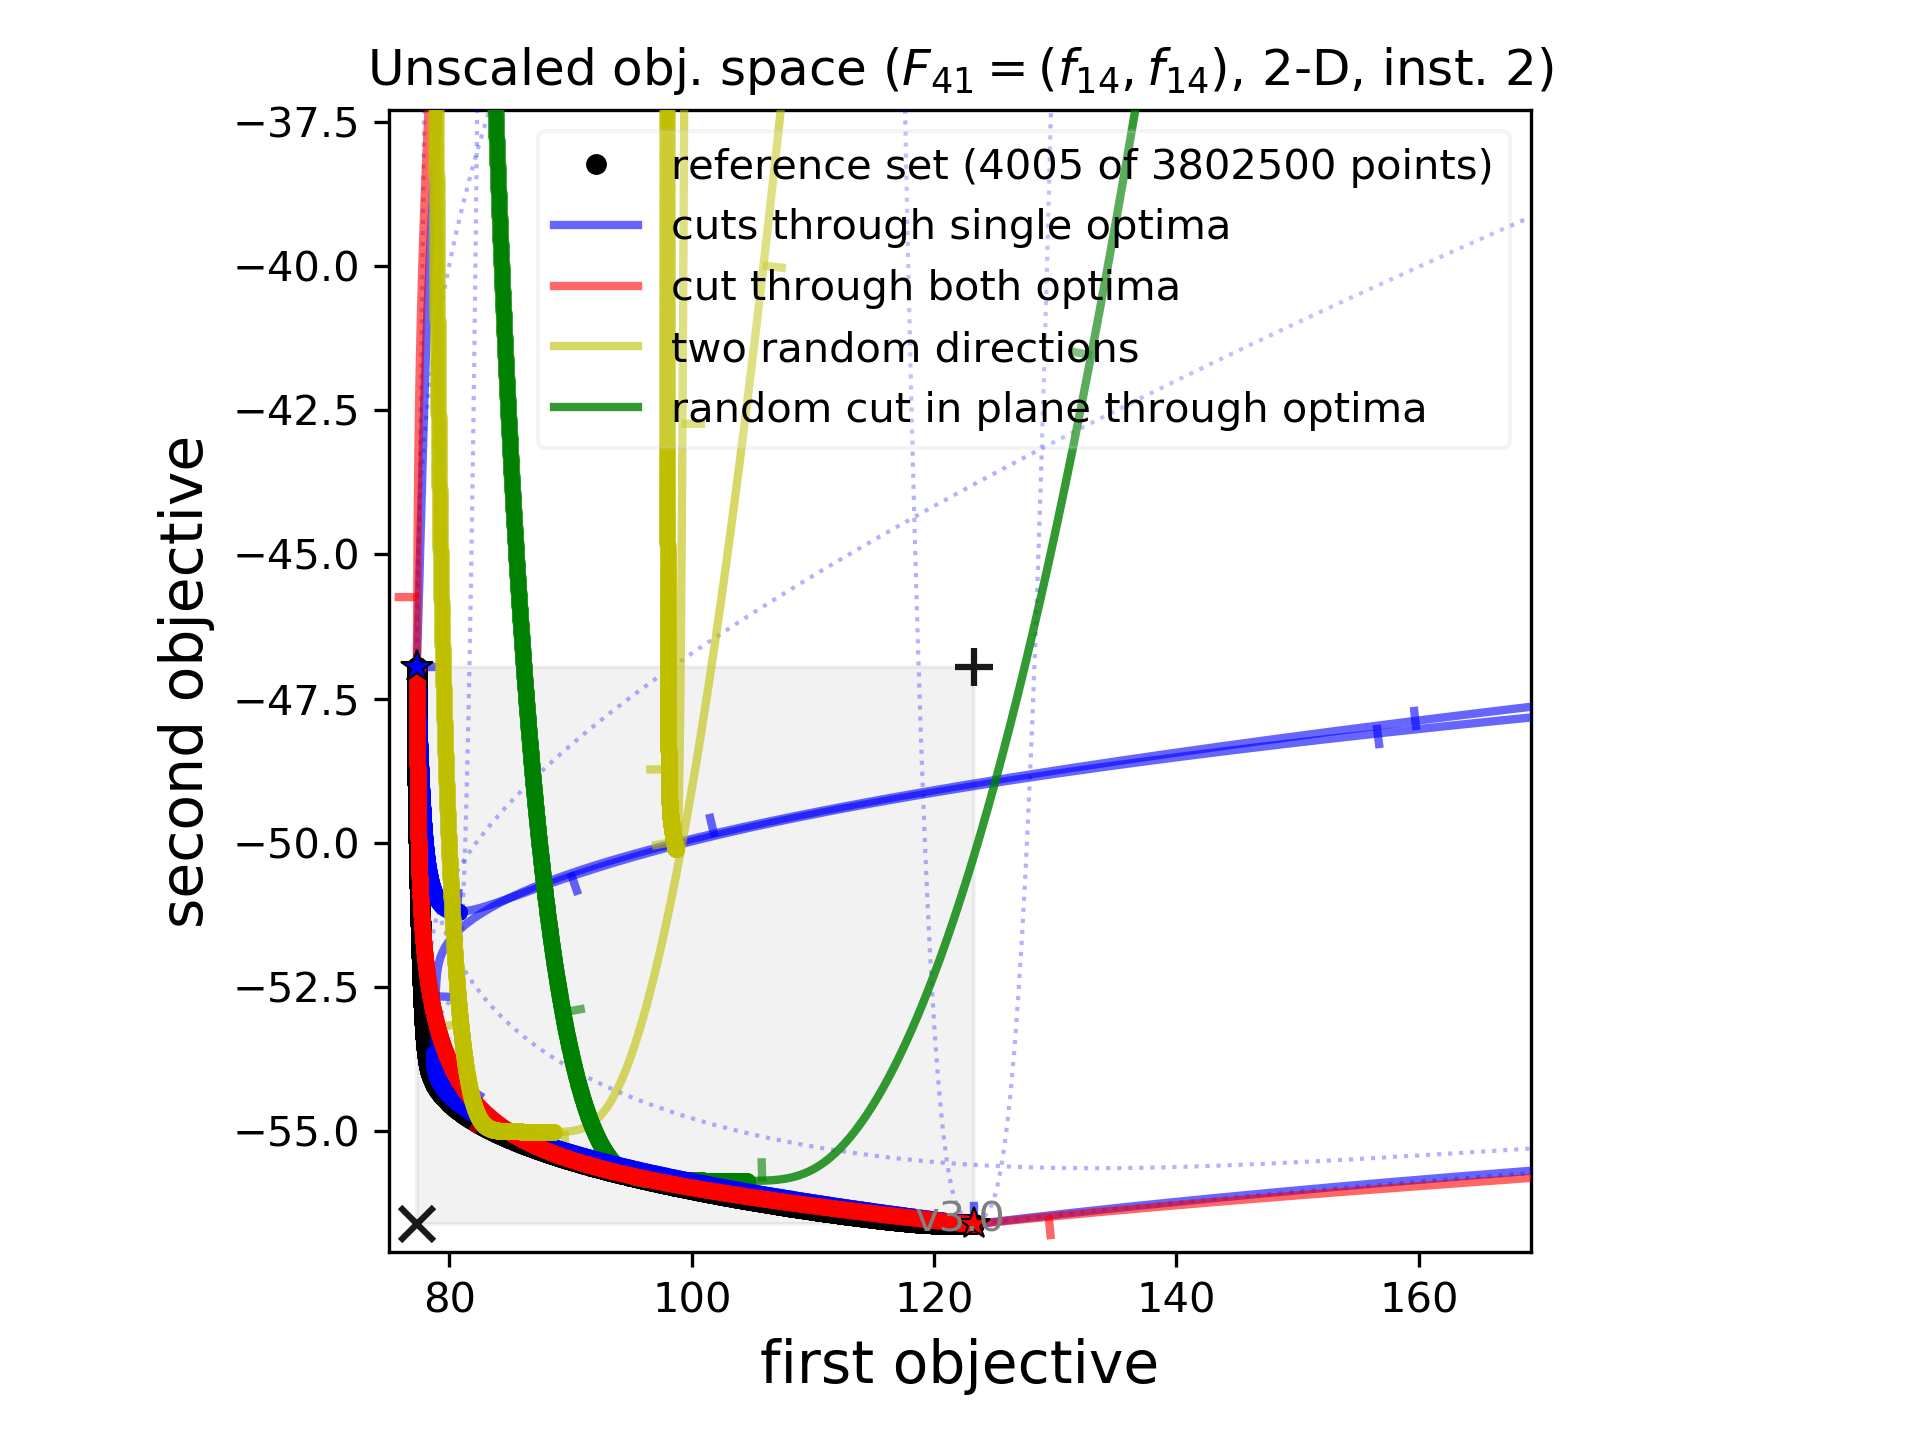 Unscaled obj. space (F₄₁ = (f₁₄, f₁₄), 2-D, inst. 2)
reference set (4005 of 3802500 points)
cuts through single optima
cut through both optima
two random directions
random cut in plane through optima
second objective
−37.5
−40.0
−42.5
−45.0
−47.5
−50.0
−52.5
−55.0
v3.0
80 100 120 140 160
first objective